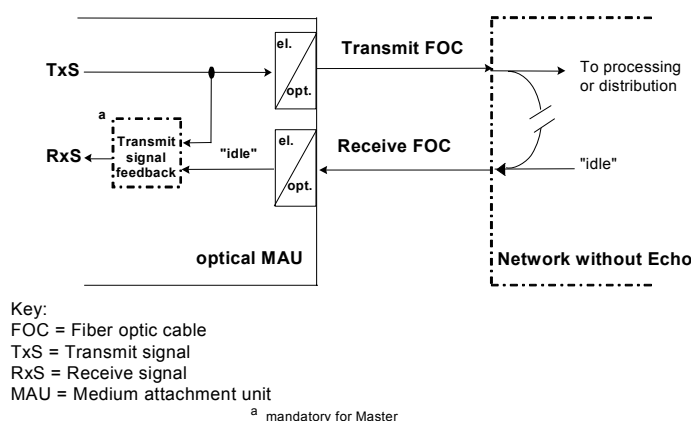 el.
opt.
Transmit FOC
TxS
To processing
or distribution
a
Transmit
signal
feedback
RxS
"idle"
el.
opt.
Receive FOC
"idle"
optical MAU
Network without Echo
Key:
FOC = Fiber optic cable
TxS = Transmit signal
RxS = Receive signal
MAU = Medium attachment unit
a mandatory for Master